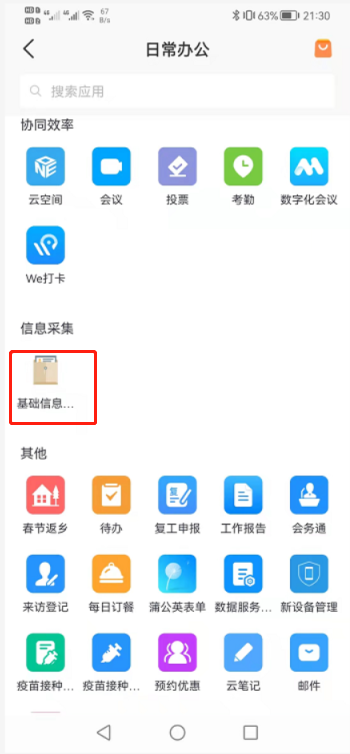 67
B/s
63%
21:30
日常办公
搜索应用
协同效率
云空间 会议 投票 考勤 数字化会议
We打卡
信息采集
基础信息...
其他
复
春节返乡 待办 复工申报 工作报告 会务通
来访登记 每日订餐 蒲公英表单 数据服务... 新设备管理
疫苗接种... 疫苗接种... 预约优惠 云笔记 邮件